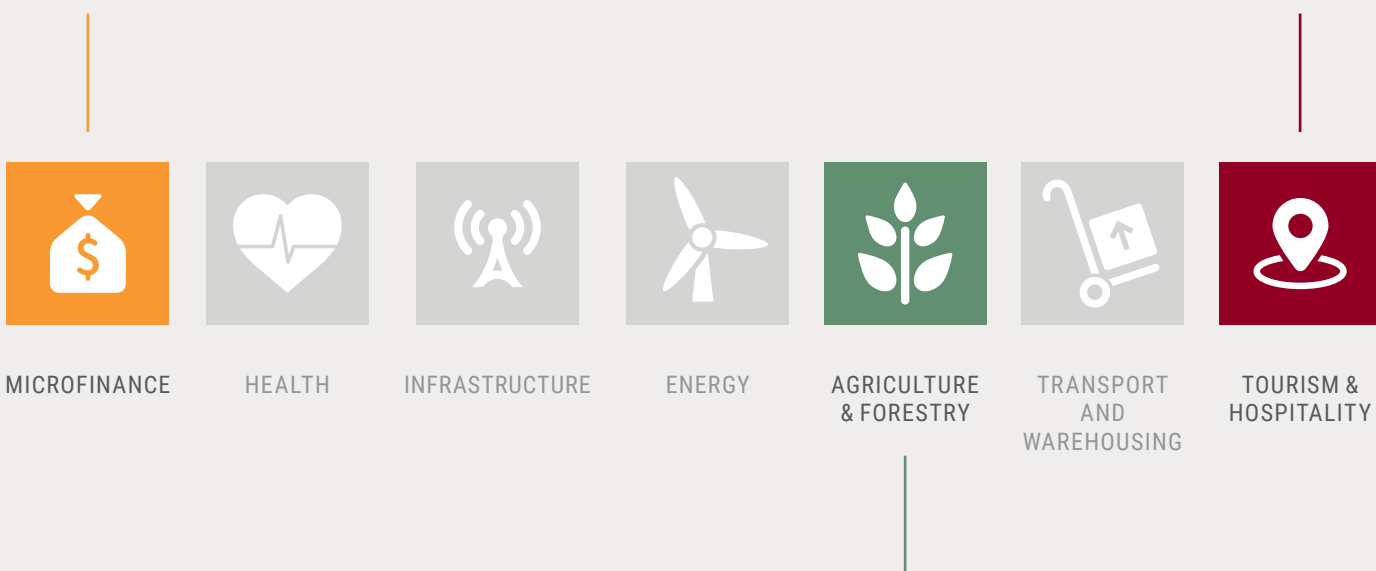 $
MICROFINANCE
HEALTH
INFRASTRUCTURE
ENERGY
AGRICULTURE
& FORESTRY
TRANSPORT
AND
WAREHOUSING
TOURISM &
HOSPITALITY